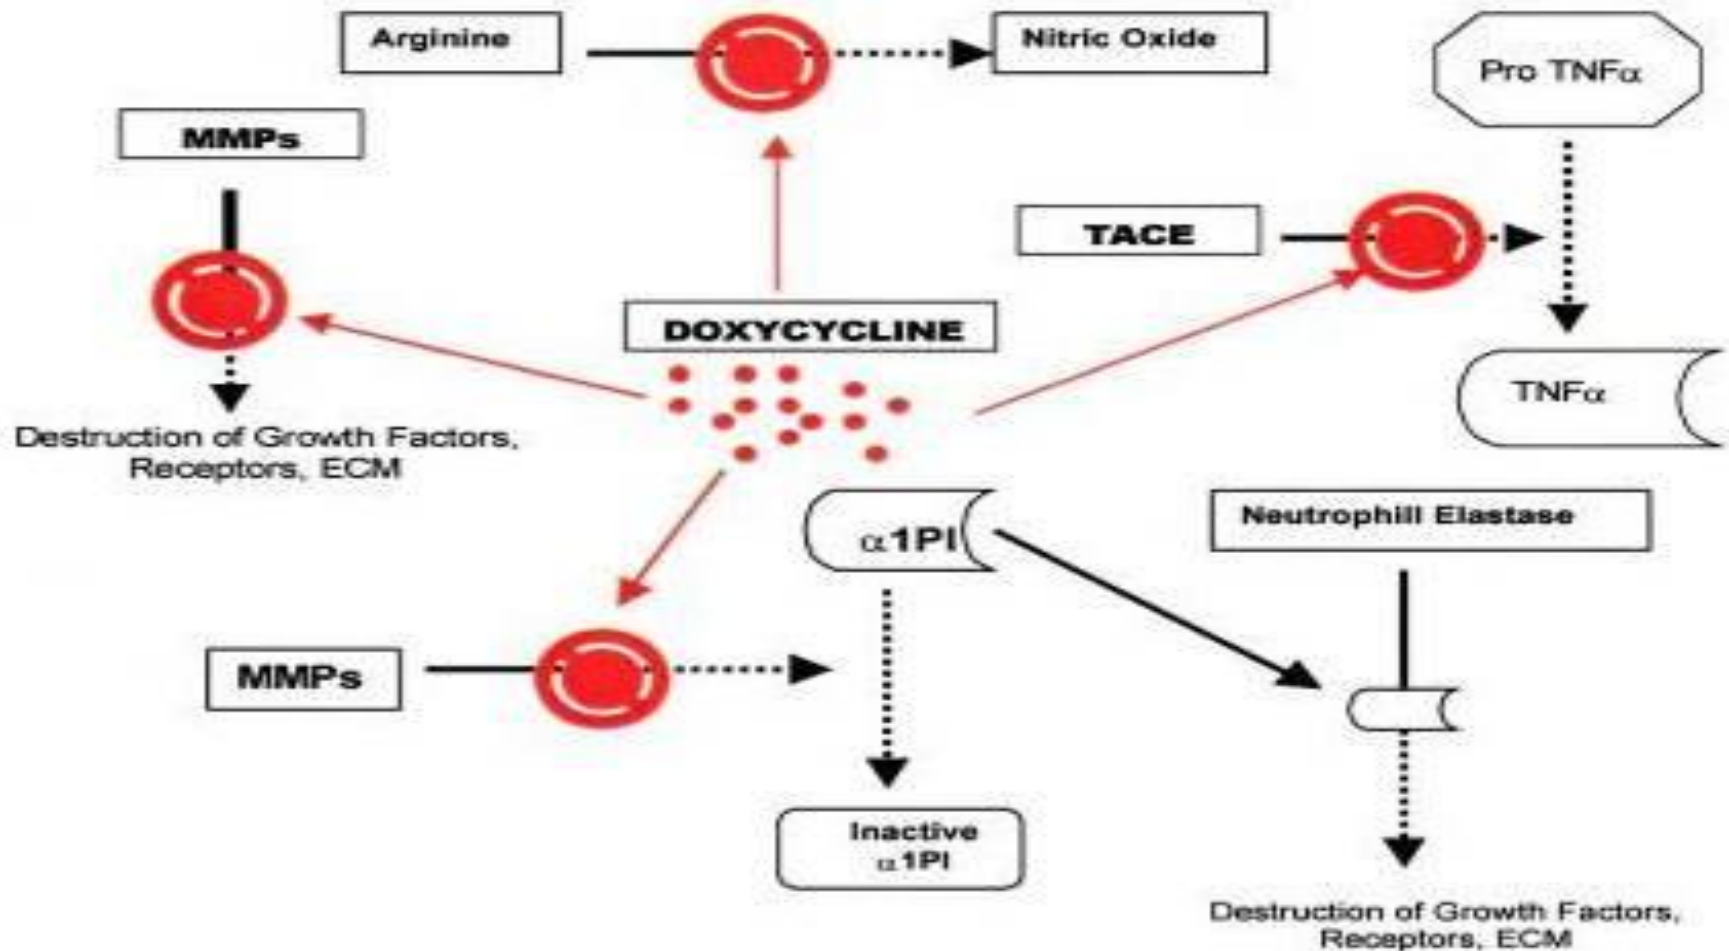 Arginine
Nitric Oxide
Pro TNFα
MMPs
TACE
DOXYCYCLINE
TNFα
Destruction of Growth Factors,
Receptors, ECM
α1PI
Neutrophill Elastase
MMPs
Inactive
α1PI
Destruction of Growth Factors,
Receptors, ECM